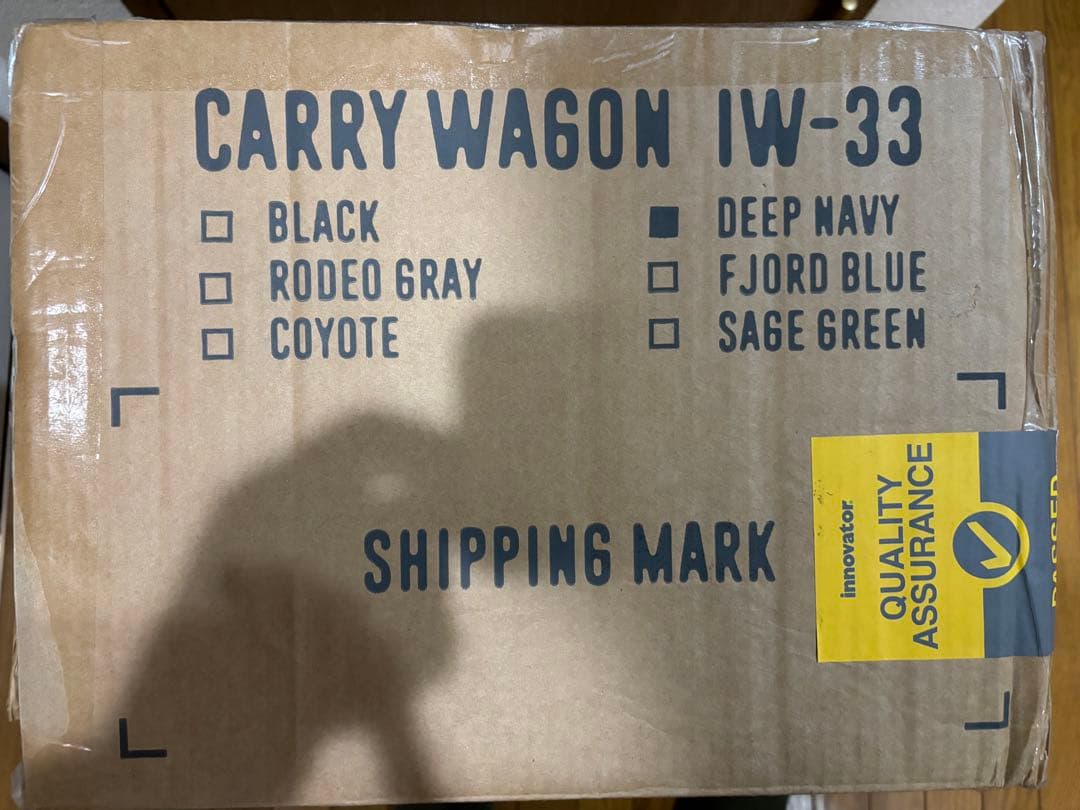 CARRY WAGON IW-33
BLACK
RODEO GRAY
COYOTE
DEEP NAVY
FJORD BLUE
SAGE GREEN
SHIPPING MARK
innovator
QUALITY
ASSURANCE